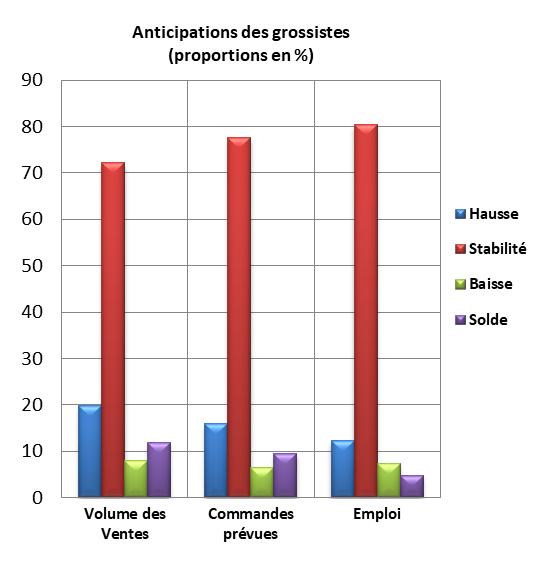 Anticipations des grossistes
(proportions en %)
90
80
70
60
50
40
30
20
10
0
Hausse
Stabilité
Baisse
Solde
Volume des
Ventes
Commandes
prévues
Emploi